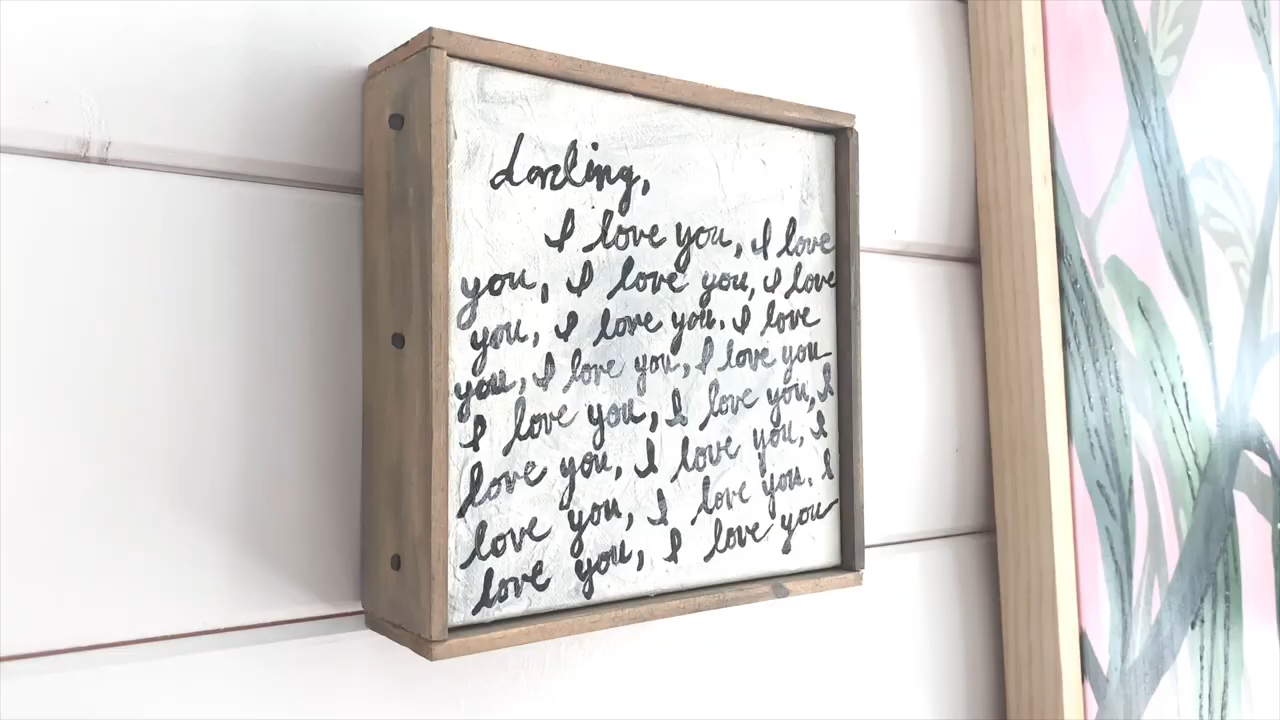 darling,
I love you, I love
you, I love you, I love
you, I love you, I love
you, I love you, I love you
I love you, I love you, I
love you, I love you, I
love you, I love you, I
love you, I love you